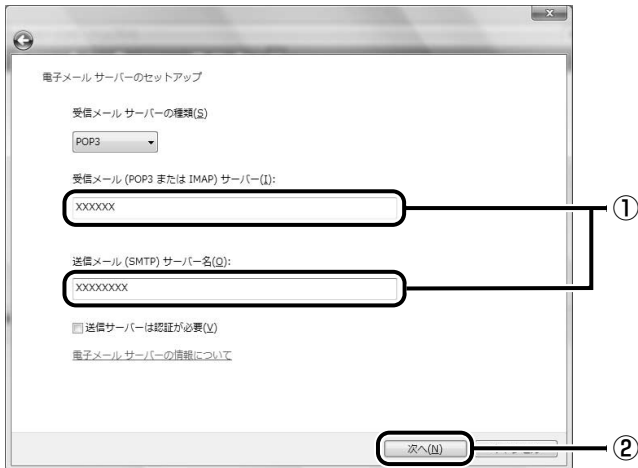 電子メール サーバーのセットアップ
受信メール サーバーの種類(S)
POP3
受信メール (POP3 または IMAP) サーバー(I):
XXXXXX
①
送信メール (SMTP) サーバー名(O):
XXXXXXXX
送信サーバーは認証が必要(V)
電子メール サーバーの情報について
次へ(N)
②